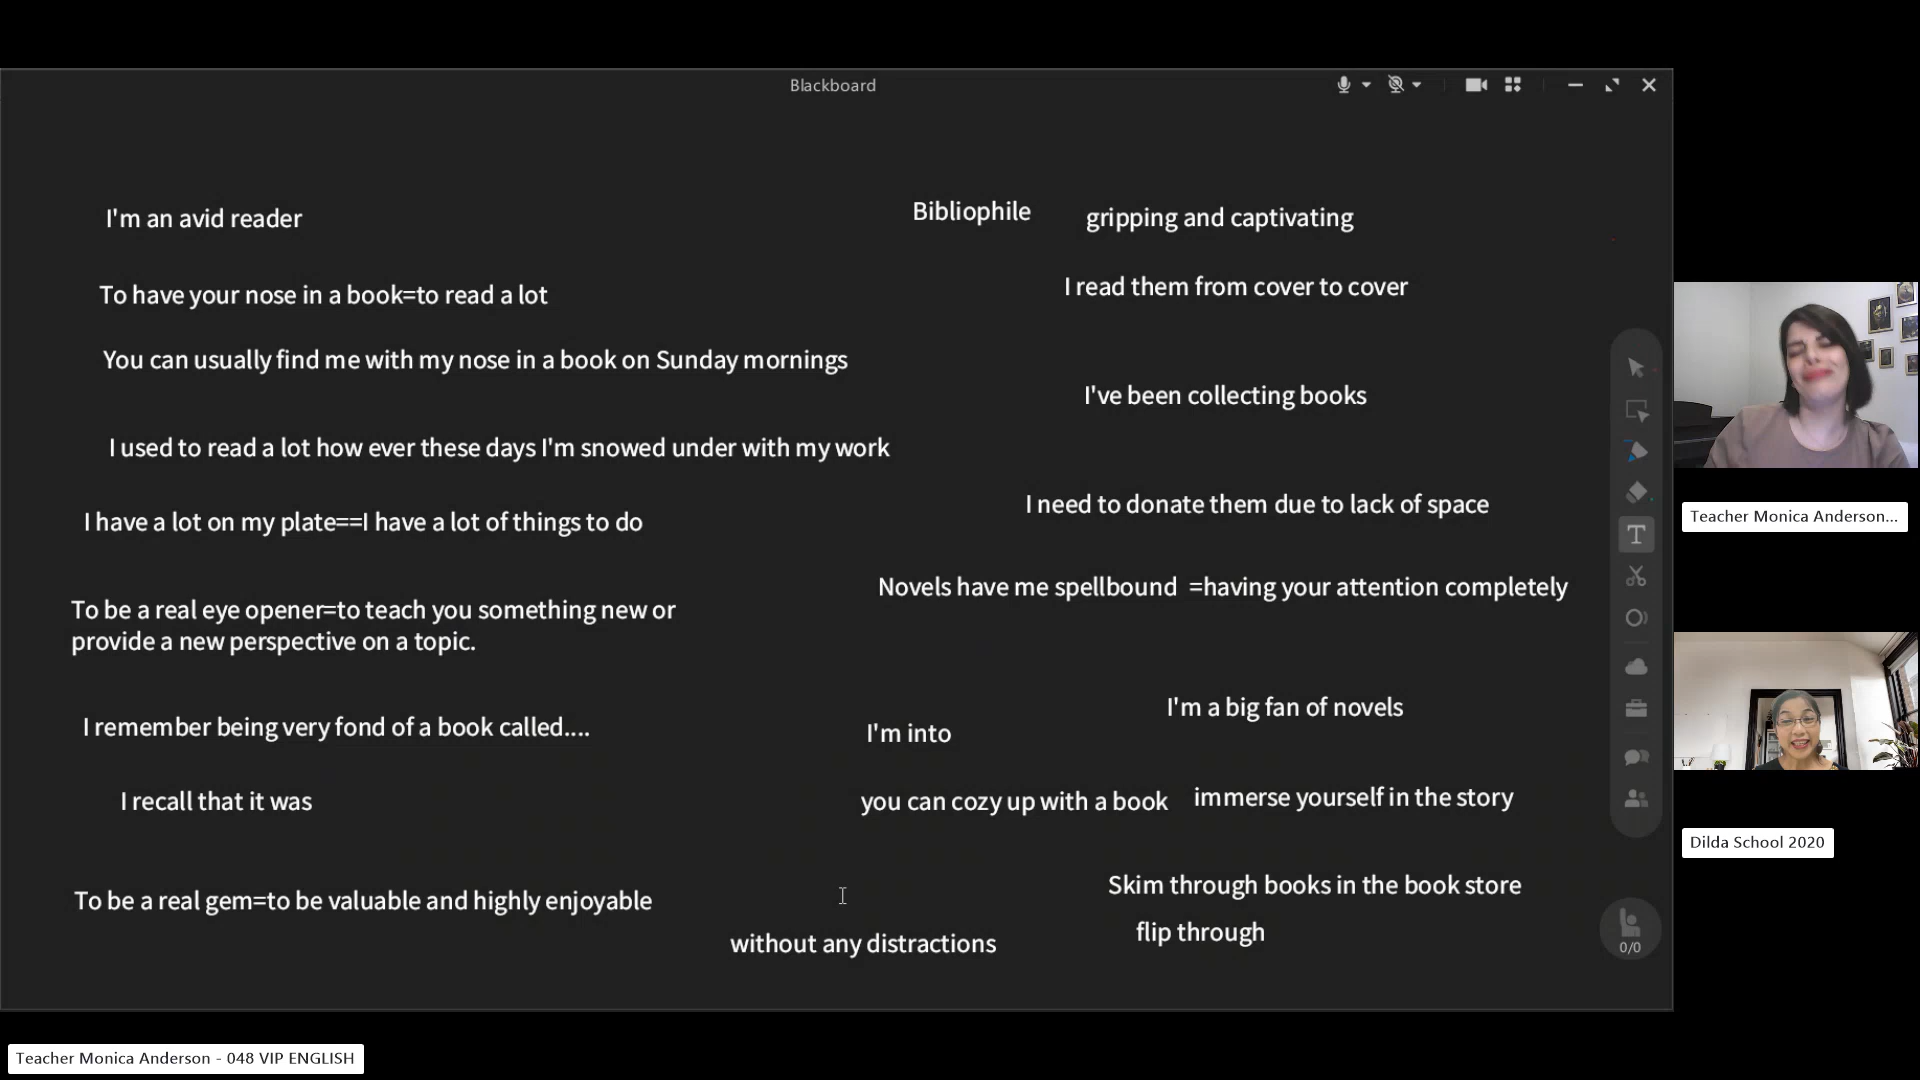 Blackboard
I'm an avid reader
Bibliophile
gripping and captivating
To have your nose in a book=to read a lot
I read them from cover to cover
You can usually find me with my nose in a book on Sunday mornings
I've been collecting books
I used to read a lot how ever these days I'm snowed under with my work
I need to donate them due to lack of space
I have a lot on my plate==I have a lot of things to do
Novels have me spellbound =having your attention completely
To be a real eye opener=to teach you something new or
provide a new perspective on a topic.
I remember being very fond of a book called....
I'm into
I'm a big fan of novels
I recall that it was
you can cozy up with a book
immerse yourself in the story
To be a real gem=to be valuable and highly enjoyable
Skim through books in the book store
flip through
without any distractions
T
0/0
Teacher Monica Anderson...
Dilda School 2020
Teacher Monica Anderson - 048 VIP ENGLISH